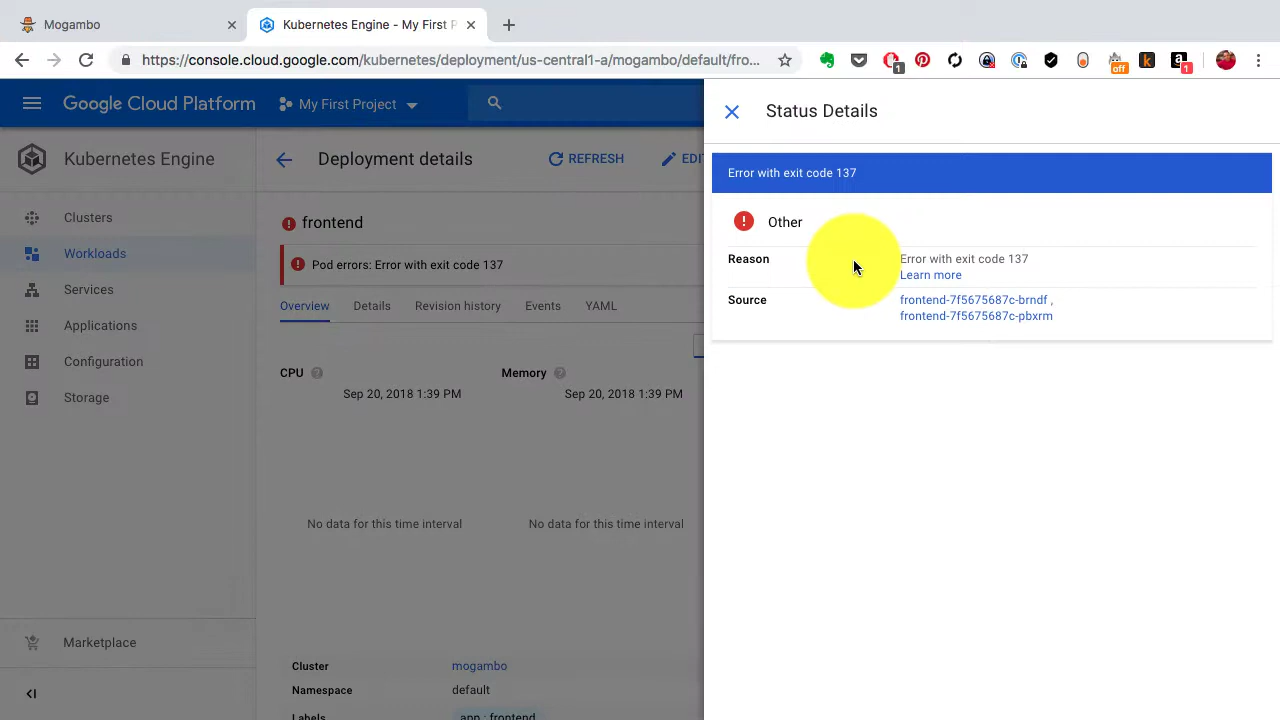 Mogambo
Kubernetes Engine - My First P
https://console.cloud.google.com/kubernetes/deployment/us-central1-a/mogambo/default/fro...
1
off
k
a
1
Google Cloud Platform
My First Project
Status Details
Kubernetes Engine
Deployment details
REFRESH
EDI
Error with exit code 137
Clusters
frontend
Other
Workloads
Pod errors: Error with exit code 137
Reason
Error with exit code 137
Learn more
Services
Overview
Details
Revision history
Events
YAML
Source
frontend-7f5675687c-brndf ,
frontend-7f5675687c-pbxrm
Applications
Configuration
CPU
Memory
Sep 20, 2018 1:39 PM
Sep 20, 2018 1:39 PM
Storage
No data for this time interval
No data for this time interval
Marketplace
Cluster
mogambo
Namespace
default
Labels
app : frontend